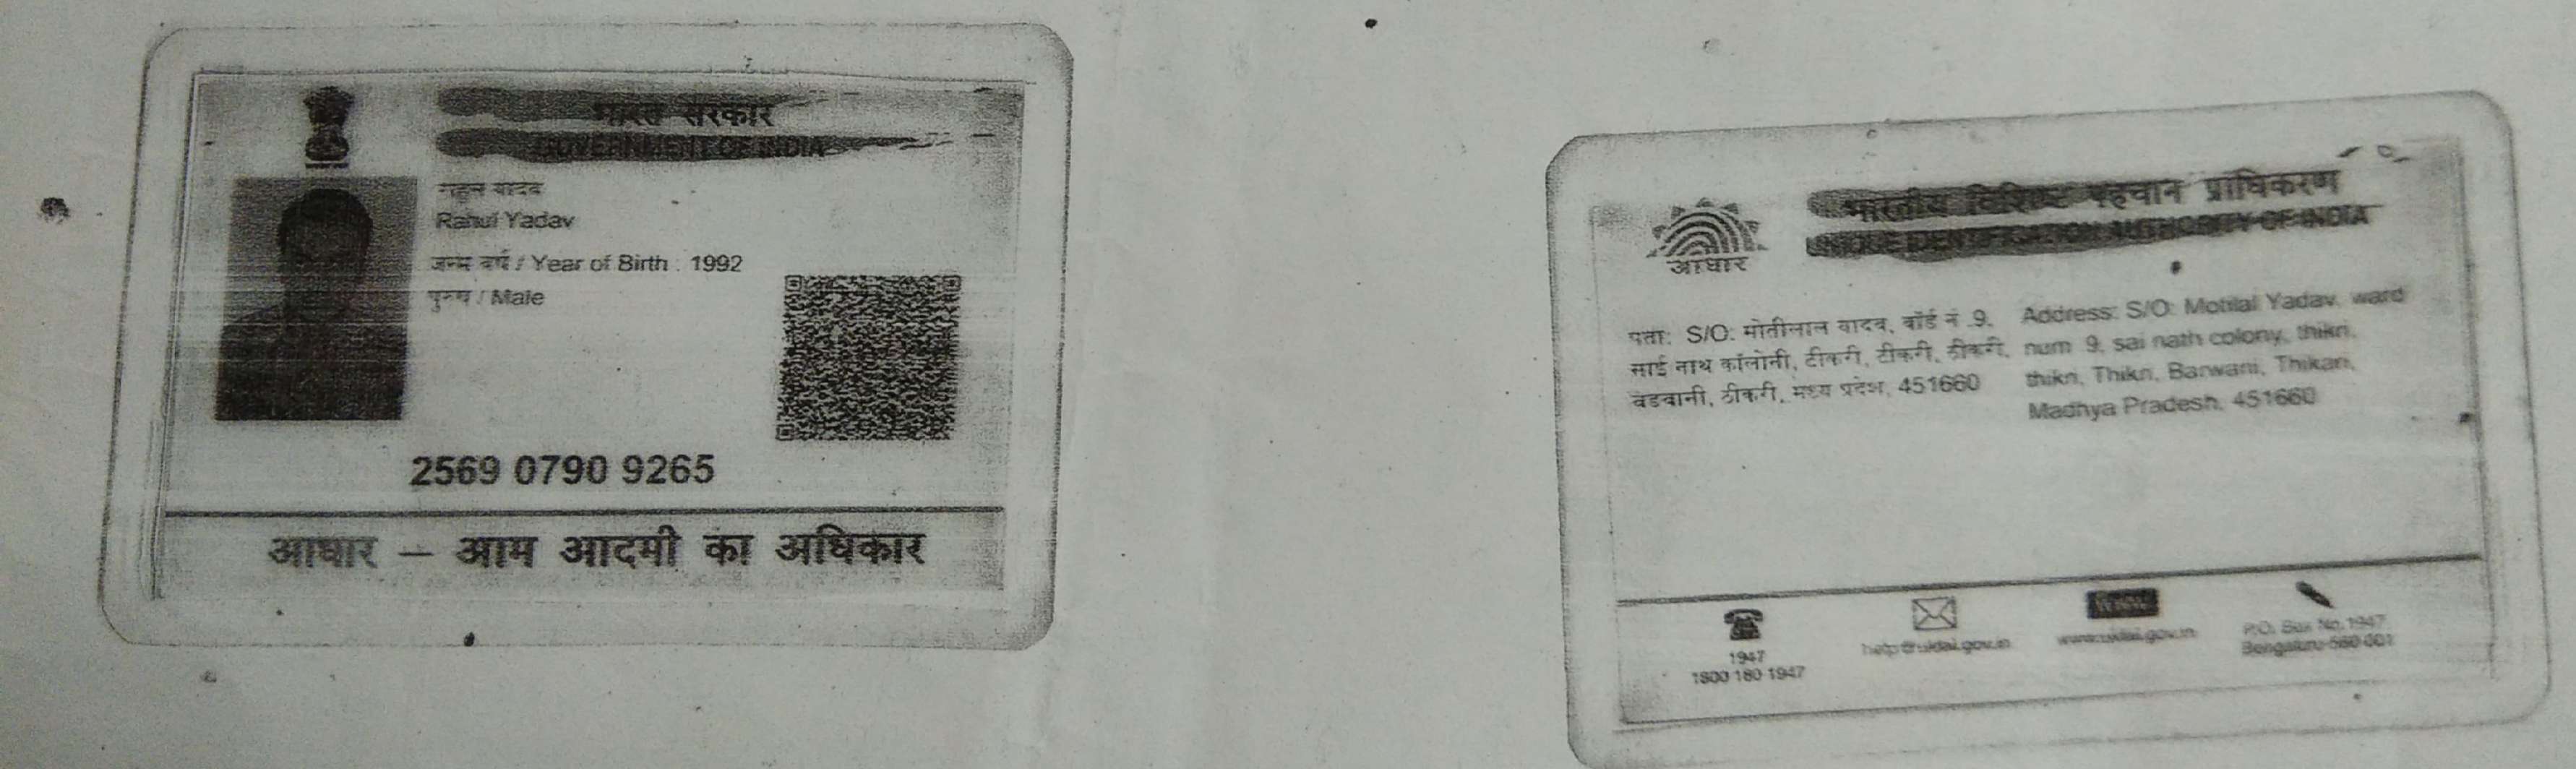 भारत सरकार
GOVERNMENT OF INDIA
राहुल यादव
Rahul Yadav
जन्म वर्ष / Year of Birth : 1992
पुरुष / Male
2569 0790 9265
आधार – आम आदमी का अधिकार
भारतीय विशिष्ट पहचान प्राधिकरण
UNIQUE IDENTIFICATION AUTHORITY OF INDIA
आधार
पता: S/O: मोतीलाल यादव, वॉर्ड नं .9,
साई नाथ कॉलोनी, टीकरी, टीकरी, ठीकरी,
बडवानी, ठीकरी, मध्य प्रदेश, 451660
Address: S/O: Motilal Yadav, ward
num 9, sai nath colony, thikri,
thikri, Thikri, Barwani, Thikari,
Madhya Pradesh, 451660
1947
1800 180 1947
help@uidai.gov.in
www
www.uidai.gov.in
P.O. Box No.1947
Bengaluru-560 001